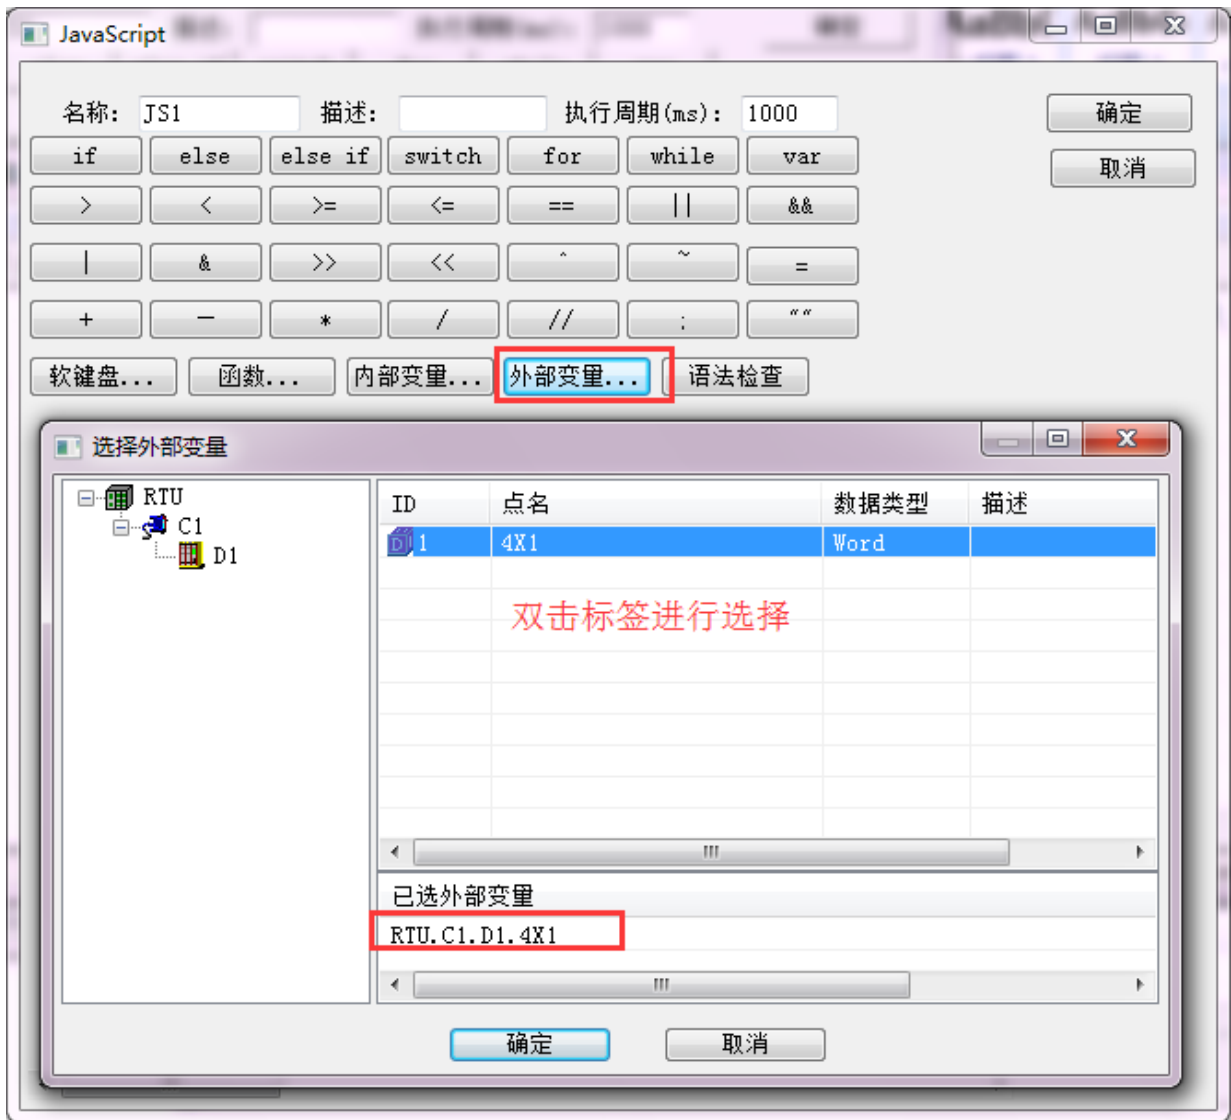 JavaScript
名称: JS1 描述: 执行周期(ms): 1000 确定
if else else if switch for while var 取消
> < >= <= == || &&
| & >> << ^ ~ =
+ — * / // ; ""
软键盘... 函数... 内部变量... 外部变量... 语法检查
选择外部变量
RTU
C1
D1
ID 点名 数据类型 描述
1 4X1 Word
双击标签进行选择
已选外部变量
RTU.C1.D1.4X1
确定 取消